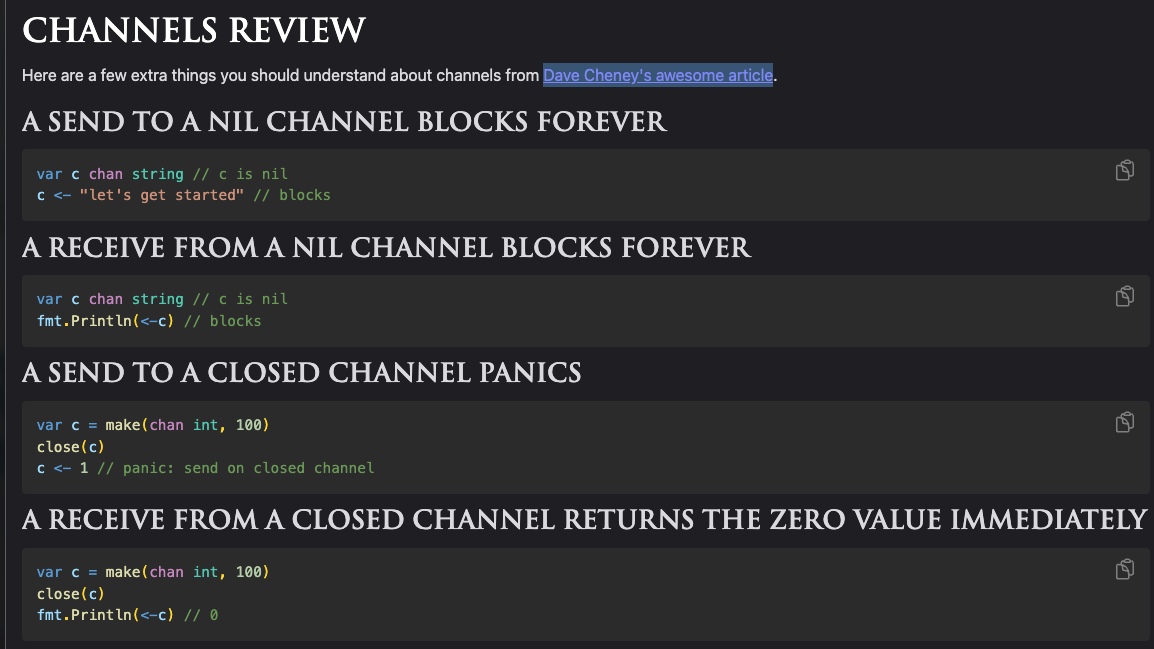 CHANNELS REVIEW
Here are a few extra things you should understand about channels from Dave Cheney's awesome article.
A SEND TO A NIL CHANNEL BLOCKS FOREVER
var c chan string // c is nil
c <- "let's get started" // blocks
A RECEIVE FROM A NIL CHANNEL BLOCKS FOREVER
var c chan string // c is nil
fmt.Println(<-c) // blocks
A SEND TO A CLOSED CHANNEL PANICS
var c = make(chan int, 100)
close(c)
c <- 1 // panic: send on closed channel
A RECEIVE FROM A CLOSED CHANNEL RETURNS THE ZERO VALUE IMMEDIATELY
var c = make(chan int, 100)
close(c)
fmt.Println(<-c) // 0